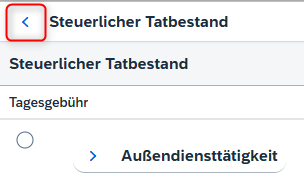 Steuerlicher Tatbestand
Steuerlicher Tatbestand
Tagesgebühr
Außendiensttätigkeit